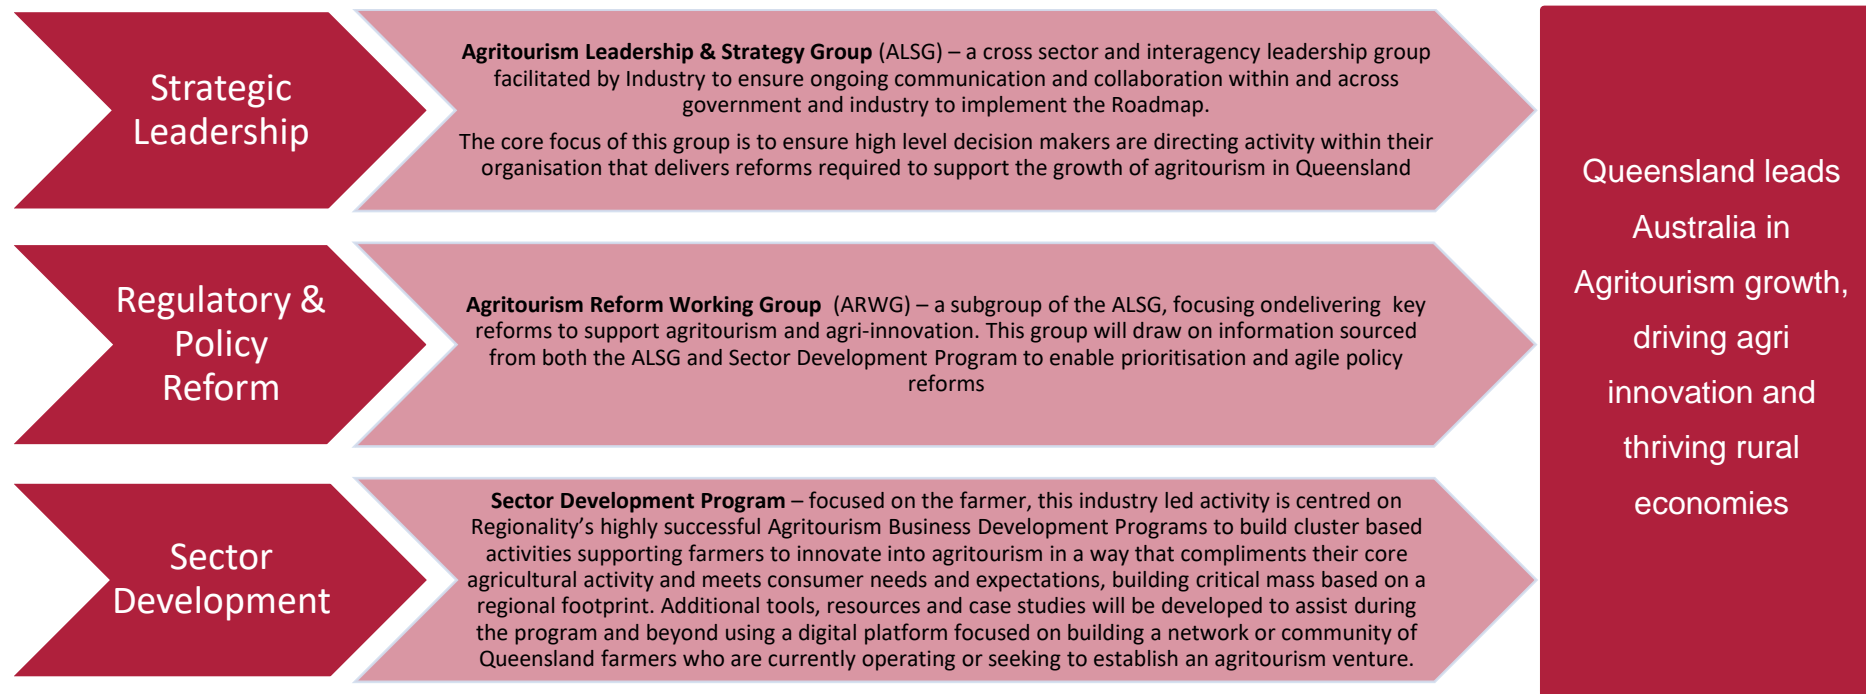 Strategic
Leadership
Agritourism Leadership & Strategy Group (ALSG) – a cross sector and interagency leadership group
facilitated by Industry to ensure ongoing communication and collaboration within and across
government and industry to implement the Roadmap.
The core focus of this group is to ensure high level decision makers are directing activity within their
organisation that delivers reforms required to support the growth of agritourism in Queensland
Regulatory &
Policy
Reform
Agritourism Reform Working Group (ARWG) – a subgroup of the ALSG, focusing ondelivering key
reforms to support agritourism and agri-innovation. This group will draw on information sourced
from both the ALSG and Sector Development Program to enable prioritisation and agile policy
reforms
Sector
Development
Sector Development Program – focused on the farmer, this industry led activity is centred on
Regionality’s highly successful Agritourism Business Development Programs to build cluster based
activities supporting farmers to innovate into agritourism in a way that compliments their core
agricultural activity and meets consumer needs and expectations, building critical mass based on a
regional footprint. Additional tools, resources and case studies will be developed to assist during
the program and beyond using a digital platform focused on building a network or community of
Queensland farmers who are currently operating or seeking to establish an agritourism venture.
Queensland leads
Australia in
Agritourism growth,
driving agri
innovation and
thriving rural
economies